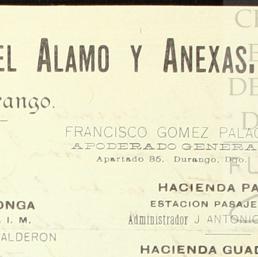 EL ALAMO Y ANEXAS.
rango.
FRANCISCO GOMEZ PALAC
APODERADO GENERA
Apartado 85. Durango, Dgo.
HACIENDA PA
ONGA
ESTACION PASAJE
I. M.
Administrador J ANTONIO
CALDERON
HACIENDA GUAD